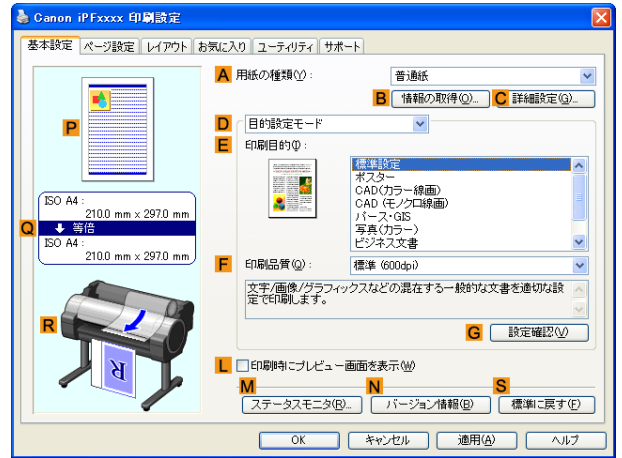 Canon iPFxxxx 印刷設定
基本設定 ページ設定 レイアウト お気に入り ユーティリティ サポート
A 用紙の種類(Y): 普通紙
B 情報の取得(O)... C 詳細設定(G)...
D 目的設定モード
E 印刷目的(I):
標準設定
ポスター
CAD(カラー線画)
CAD (モノクロ線画)
パース・GIS
写真(カラー)
ビジネス文書
P
ISO A4 :
210.0 mm x 297.0 mm
Q 等倍
ISO A4 :
210.0 mm x 297.0 mm
F 印刷品質(Q): 標準 (600dpi)
文字/画像/グラフィックスなどの混在する一般的な文書を適切な設
定で印刷します。
G 設定確認(V)
R
R
L 印刷時にプレビュー画面を表示(W)
M N S
ステータスモニタ(R)... バージョン情報(B) 標準に戻す(F)
OK キャンセル 適用(A) ヘルプ